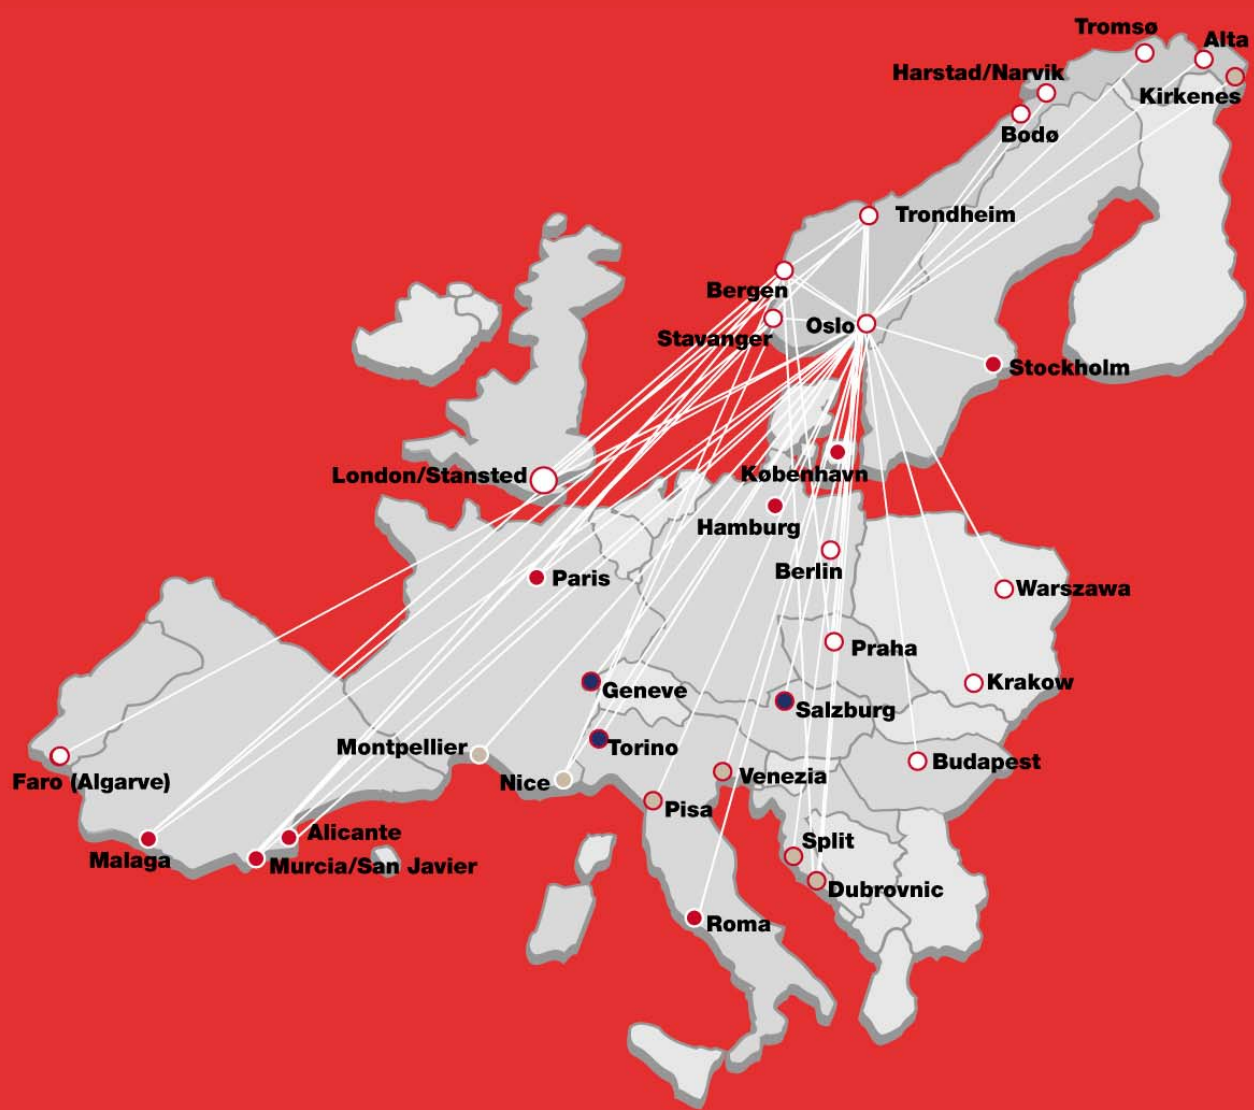 Tromsø
Alta
Harstad/Narvik
Kirkenes
Bodø
Trondheim
Bergen
Stavanger
Oslo
Stockholm
London/Stansted
København
Hamburg
Berlin
Paris
Warszawa
Praha
Krakow
Geneve
Salzburg
Torino
Montpellier
Budapest
Nice
Venezia
Faro (Algarve)
Pisa
Alicante
Split
Malaga
Murcia/San Javier
Dubrovnic
Roma